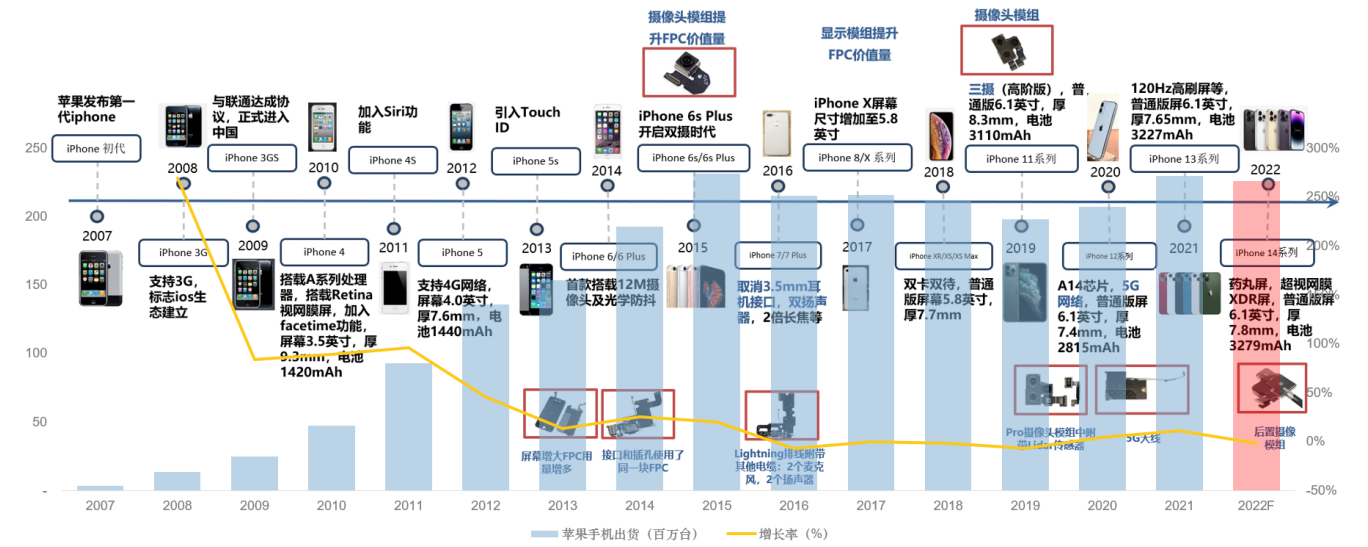 摄像头模组提
升FPC价值量
显示模组提升
FPC价值量
摄像头模组
苹果发布第一
代iphone
与联通达成协
议，正式进入
中国
加入Siri功
能
引入Touch
ID
iPhone 6s Plus
开启双摄时代
iPhone X屏幕
尺寸增加至5.8
英寸
三摄（高阶版），普
通版6.1英寸，厚
8.3mm，电池
3110mAh
120Hz高刷屏等，
普通版屏6.1英寸，
厚7.65mm，电池
3227mAh
iPhone 初代
iPhone 3GS
iPhone 4S
iPhone 5s
iPhone 6s/6s Plus
iPhone 8/X 系列
iPhone 11系列
iPhone 13系列
2008
2010
2012
2014
2016
2018
2020
2022
2007
2009
2011
2013
2015
2017
2019
2021
iPhone 3G
iPhone 4
iPhone 5
iPhone 6/6 Plus
iPhone 7/7 Plus
iPhone XR/XS/XS Max
iPhone 12系列
iPhone 14系列
支持3G，
标志ios生
态建立
搭载A系列处理
器，搭载Retina
视网膜屏，加入
facetime功能，
屏幕3.5英寸，厚
9.3mm，电池
1420mAh
支持4G网络，
屏幕4.0英寸，
厚7.6mm，电
池1440mAh
首款搭载12M摄
像头及光学防抖
取消3.5mm耳
机接口，双扬声
器，2倍长焦等
双卡双待，普通
版屏幕5.8英寸，
厚7.7mm
A14芯片，5G
网络，普通版屏
6.1英寸，厚
7.4mm，电池
2815mAh
药丸屏，超视网膜
XDR屏，普通版屏
6.1英寸，厚
7.8mm，电池
3279mAh
屏幕增大FPC用
量增多
接口和插孔使用了
同一块FPC
Lightning排线附带
其他电缆：2个麦克
风，2个扬声器
Pro摄像头模组中附
带Lidar传感器
5G天线
后置摄像
模组
250
200
150
100
50
-
300%
250%
200%
150%
100%
50%
0%
-50%
2007
2008
2009
2010
2011
2012
2013
2014
2015
2016
2017
2018
2019
2020
2021
2022F
苹果手机出货（百万台）
增长率（%）